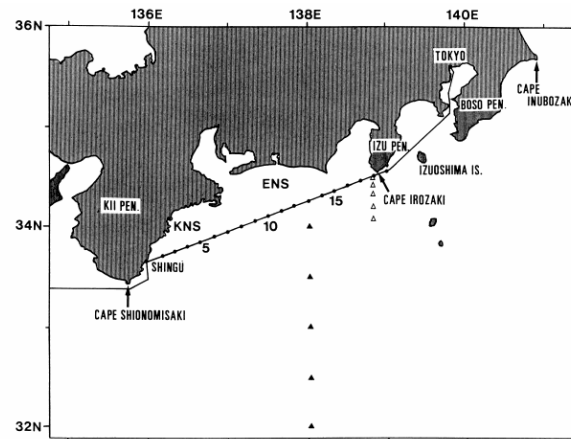 136E
138E
140E
36N
TOKYO
BOSO PEN.
CAPE
INUBOZAK
IZU PEN.
IZUOSHIMA IS.
ENS
15
CAPE IROZAKI
KII PEN.
34N
KNS
10
5
SHINGU
CAPE SHIONOMISAKI
32N